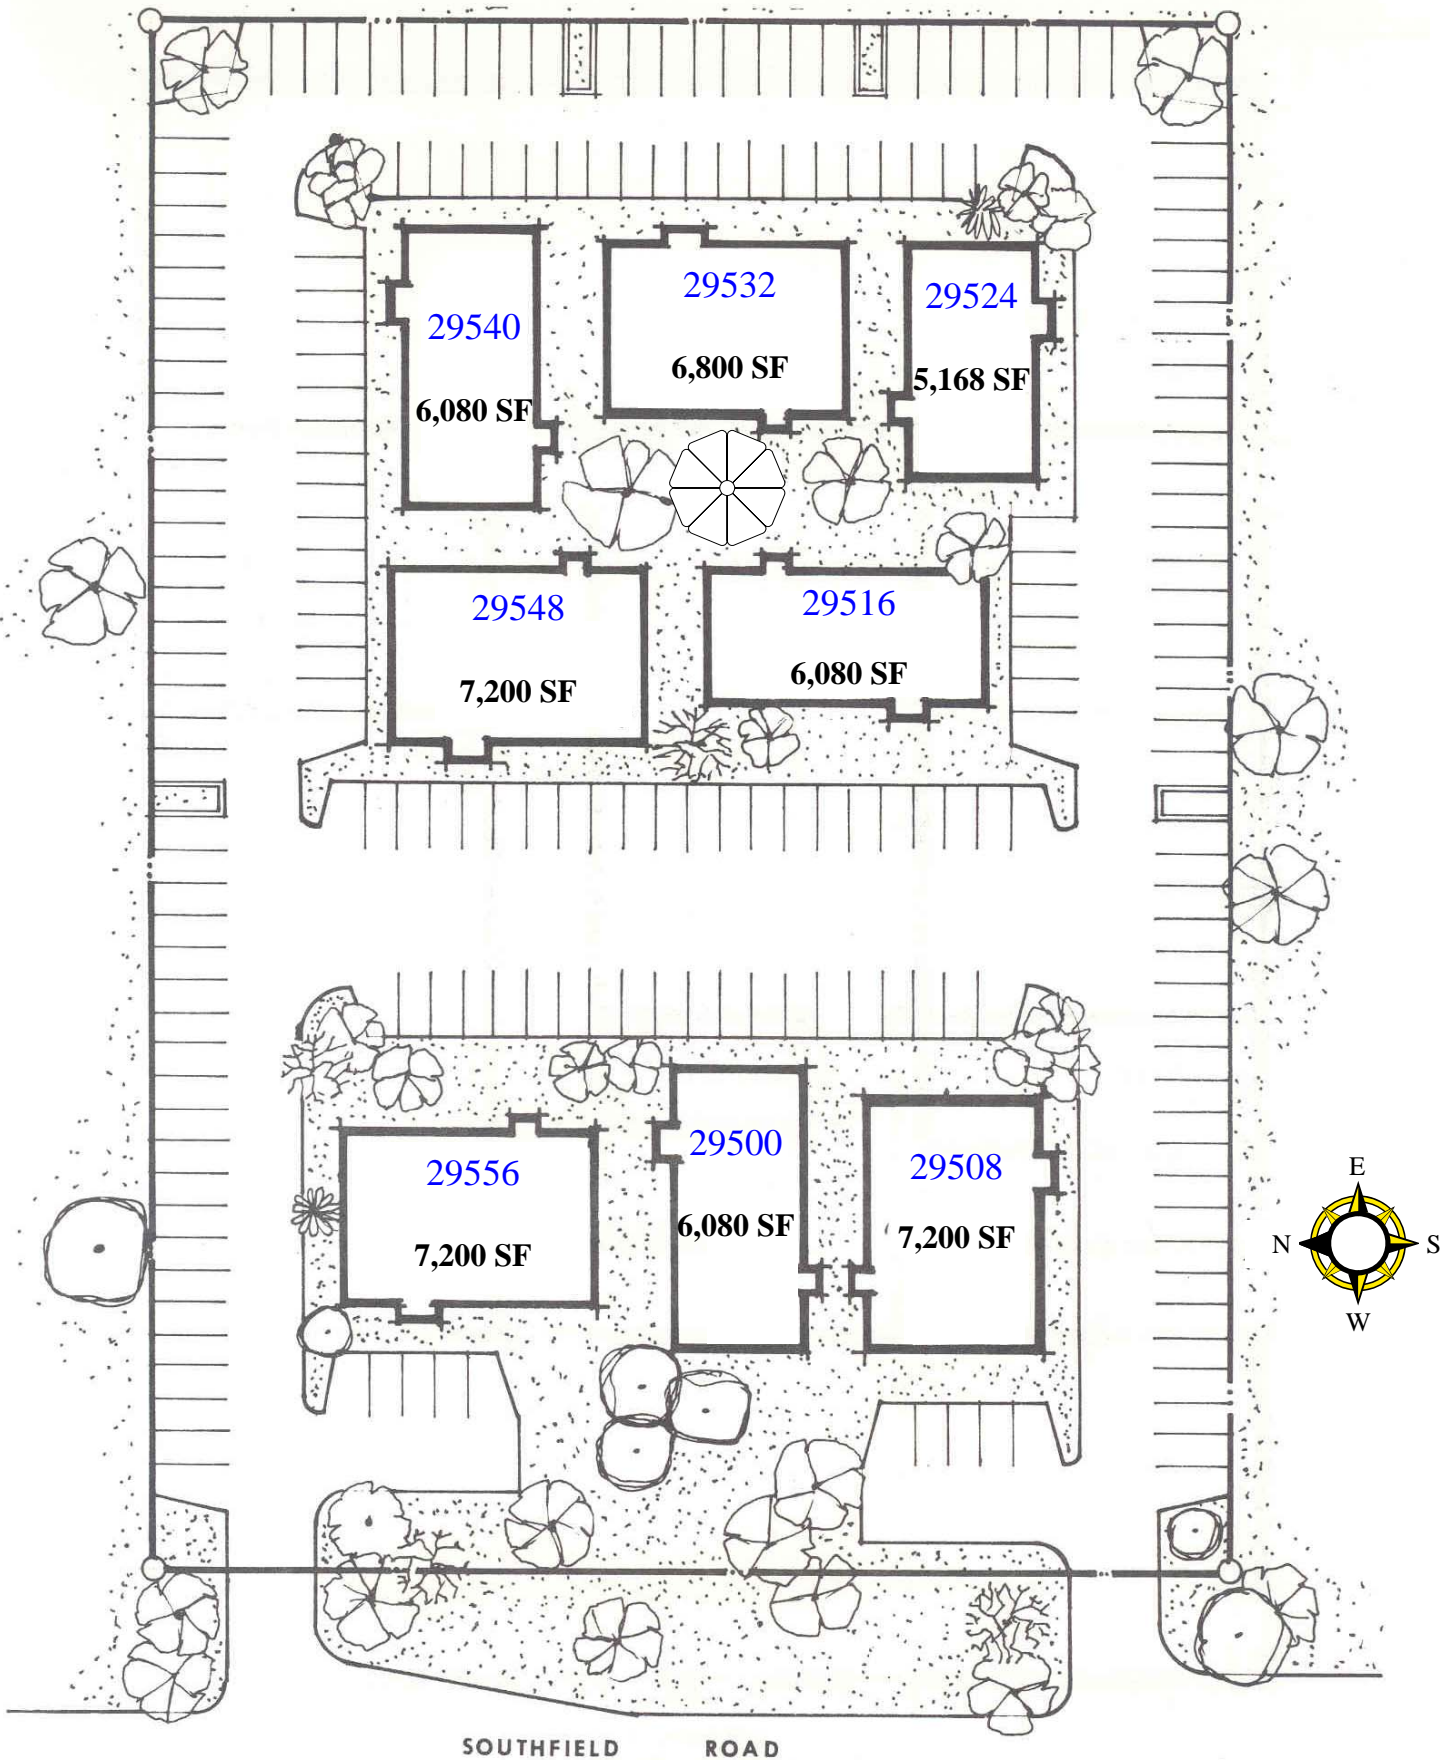 29540
6,080 SF
29532
6,800 SF
29524
5,168 SF
29548
7,200 SF
29516
6,080 SF
29556
7,200 SF
29500
6,080 SF
29508
7,200 SF
E
N S
W
SOUTHFIELD ROAD